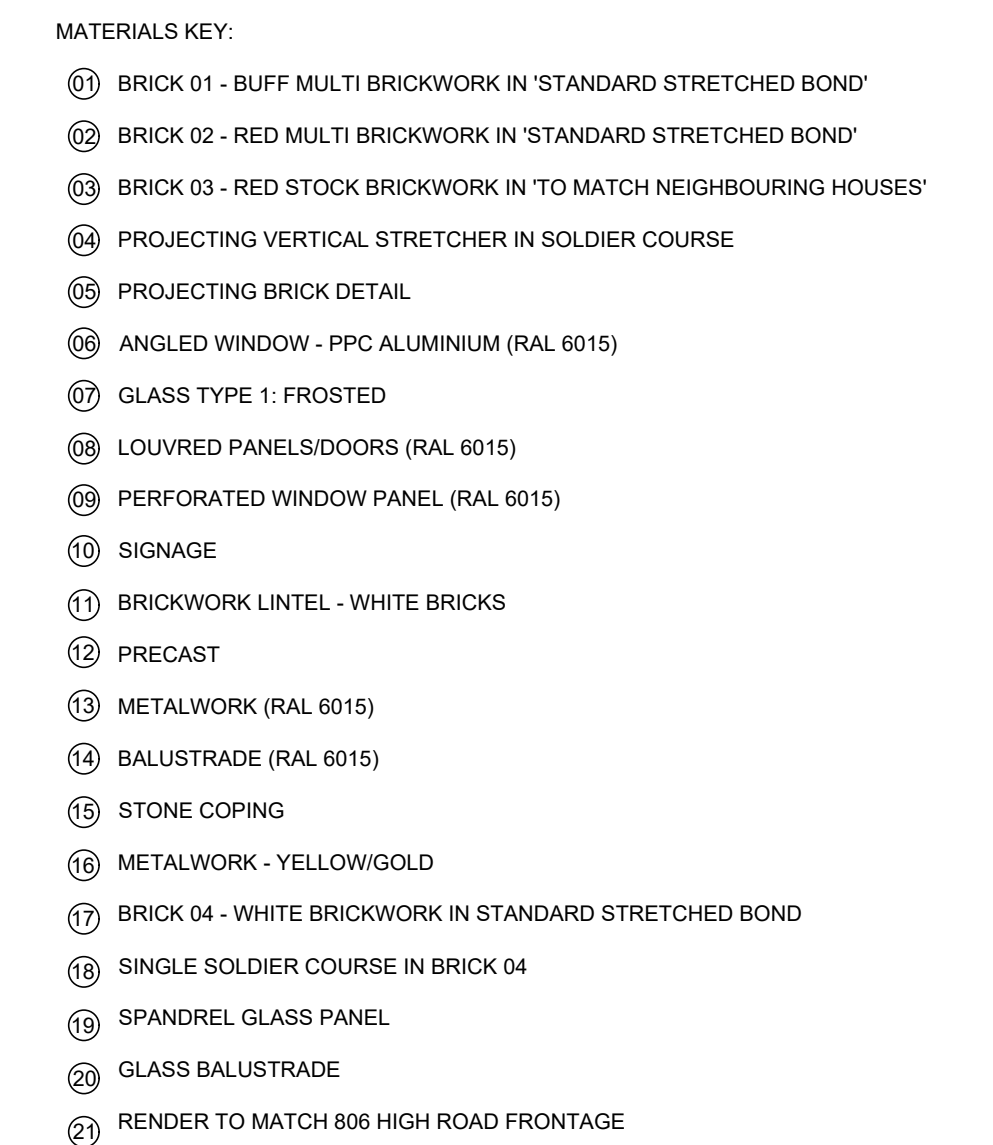 MATERIALS KEY:
01 BRICK 01 - BUFF MULTI BRICKWORK IN 'STANDARD STRETCHED BOND'
02 BRICK 02 - RED MULTI BRICKWORK IN 'STANDARD STRETCHED BOND'
03 BRICK 03 - RED STOCK BRICKWORK IN 'TO MATCH NEIGHBOURING HOUSES'
04 PROJECTING VERTICAL STRETCHER IN SOLDIER COURSE
05 PROJECTING BRICK DETAIL
06 ANGLED WINDOW - PPC ALUMINIUM (RAL 6015)
07 GLASS TYPE 1: FROSTED
08 LOUVRED PANELS/DOORS (RAL 6015)
09 PERFORATED WINDOW PANEL (RAL 6015)
10 SIGNAGE
11 BRICKWORK LINTEL - WHITE BRICKS
12 PRECAST
13 METALWORK (RAL 6015)
14 BALUSTRADE (RAL 6015)
15 STONE COPING
16 METALWORK - YELLOW/GOLD
17 BRICK 04 - WHITE BRICKWORK IN STANDARD STRETCHED BOND
18 SINGLE SOLDIER COURSE IN BRICK 04
19 SPANDREL GLASS PANEL
20 GLASS BALUSTRADE
21 RENDER TO MATCH 806 HIGH ROAD FRONTAGE